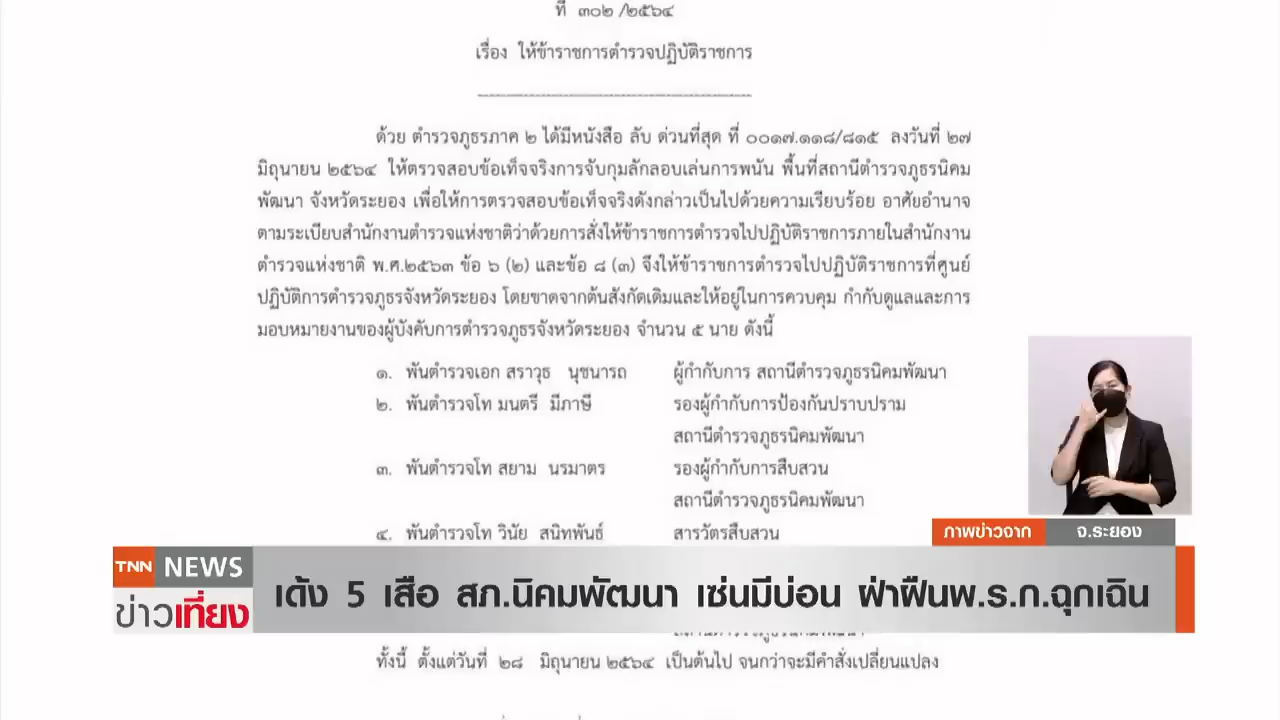 ที่ ๓๐๒ /๒๕๖๔
เรื่อง ให้ข้าราชการตำรวจปฏิบัติราชการ
ด้วย ตำรวจภูธรภาค ๒ ได้มีหนังสือ ลับ ด่วนที่สุด ที่ ๐๐๑๗.๑๑๘/๘๑๕ ลงวันที่ ๒๗
มิถุนายน ๒๕๖๔ ให้ตรวจสอบข้อเท็จจริงการจับกุมลักลอบเล่นการพนัน พื้นที่สถานีตำรวจภูธรนิคม
พัฒนา จังหวัดระยอง เพื่อให้การตรวจสอบข้อเท็จจริงดังกล่าวเป็นไปด้วยความเรียบร้อย อาศัยอำนาจ
ตามระเบียบสำนักงานตำรวจแห่งชาติว่าด้วยการสั่งให้ข้าราชการตำรวจไปปฏิบัติราชการภายในสำนักงาน
ตำรวจแห่งชาติ พ.ศ.๒๕๖๓ ข้อ ๖ (๒) และข้อ ๘ (๓) จึงให้ข้าราชการตำรวจไปปฏิบัติราชการที่ศูนย์
ปฏิบัติการตำรวจภูธรจังหวัดระยอง โดยขาดจากต้นสังกัดเดิมและให้อยู่ในการควบคุม กำกับดูแลและการ
มอบหมายงานของผู้บังคับการตำรวจภูธรจังหวัดระยอง จำนวน ๕ นาย ดังนี้
๑. พันตำรวจเอก สราวุธ นุชนารถ ผู้กำกับการ สถานีตำรวจภูธรนิคมพัฒนา
๒. พันตำรวจโท มนตรี มีภาษี รองผู้กำกับการป้องกันปราบปราม
สถานีตำรวจภูธรนิคมพัฒนา
๓. พันตำรวจโท สยาม นรมาตร รองผู้กำกับการสืบสวน
สถานีตำรวจภูธรนิคมพัฒนา
๔. พันตำรวจโท วินัย สนิทพันธ์ สารวัตรสืบสวน
ภาพข่าวจาก จ.ระยอง
TNN NEWS
ข่าวเที่ยง
เด้ง 5 เสือ สภ.นิคมพัฒนา เซ่นมีบ่อน ฝ่าฝืนพ.ร.ก.ฉุกเฉิน
ทั้งนี้ ตั้งแต่วันที่ ๒๘ มิถุนายน ๒๕๖๔ เป็นต้นไป จนกว่าจะมีคำสั่งเปลี่ยนแปลง